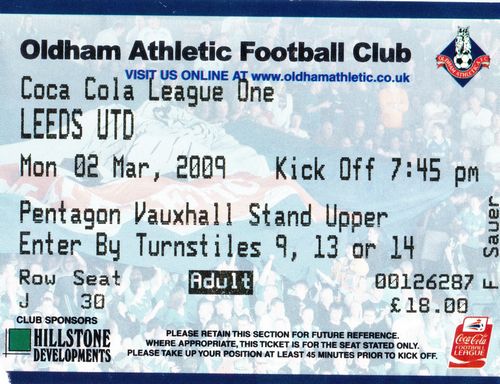 Oldham Athletic Football Club
VISIT US ONLINE AT www.oldhamathletic.co.uk
OLDHAM ATHLETIC A.F.C.
Coca Cola League One
LEEDS UTD
Mon 02 Mar, 2009 Kick Off 7:45 pm
Pentagon Vauxhall Stand Upper
Enter By Turnstiles 9, 13 or 14
Row Seat Adult 00126287
J 30 £18.00
F Sauer
CLUB SPONSORS
HILLSTONE
DEVELOPMENTS
PLEASE RETAIN THIS SECTION FOR FUTURE REFERENCE.
WHERE APPROPRIATE, THIS TICKET IS FOR THE SEAT STATED ONLY.
PLEASE TAKE UP YOUR POSITION AT LEAST 45 MINUTES PRIOR TO KICK OFF.
Coca-Cola
FOOTBALL
LEAGUE